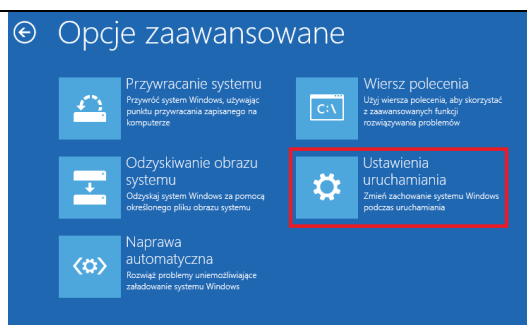 Opcje zaawansowane
Przywracanie systemu
Przywróć system Windows, używając
punktu przywracania zapisanego na
komputerze
Odzyskiwanie obrazu
systemu
Odzyskaj system Windows za pomocą
określonego pliku obrazu systemu
Naprawa
automatyczna
Rozwiąż problemy uniemożliwiające
załadowanie systemu Windows
Wiersz polecenia
C:\
Użyj wiersza polecenia, aby skorzystać
z zaawansowanych funkcji
rozwiązywania problemów
Ustawienia
uruchamiania
Zmień zachowanie systemu Windows
podczas uruchamiania